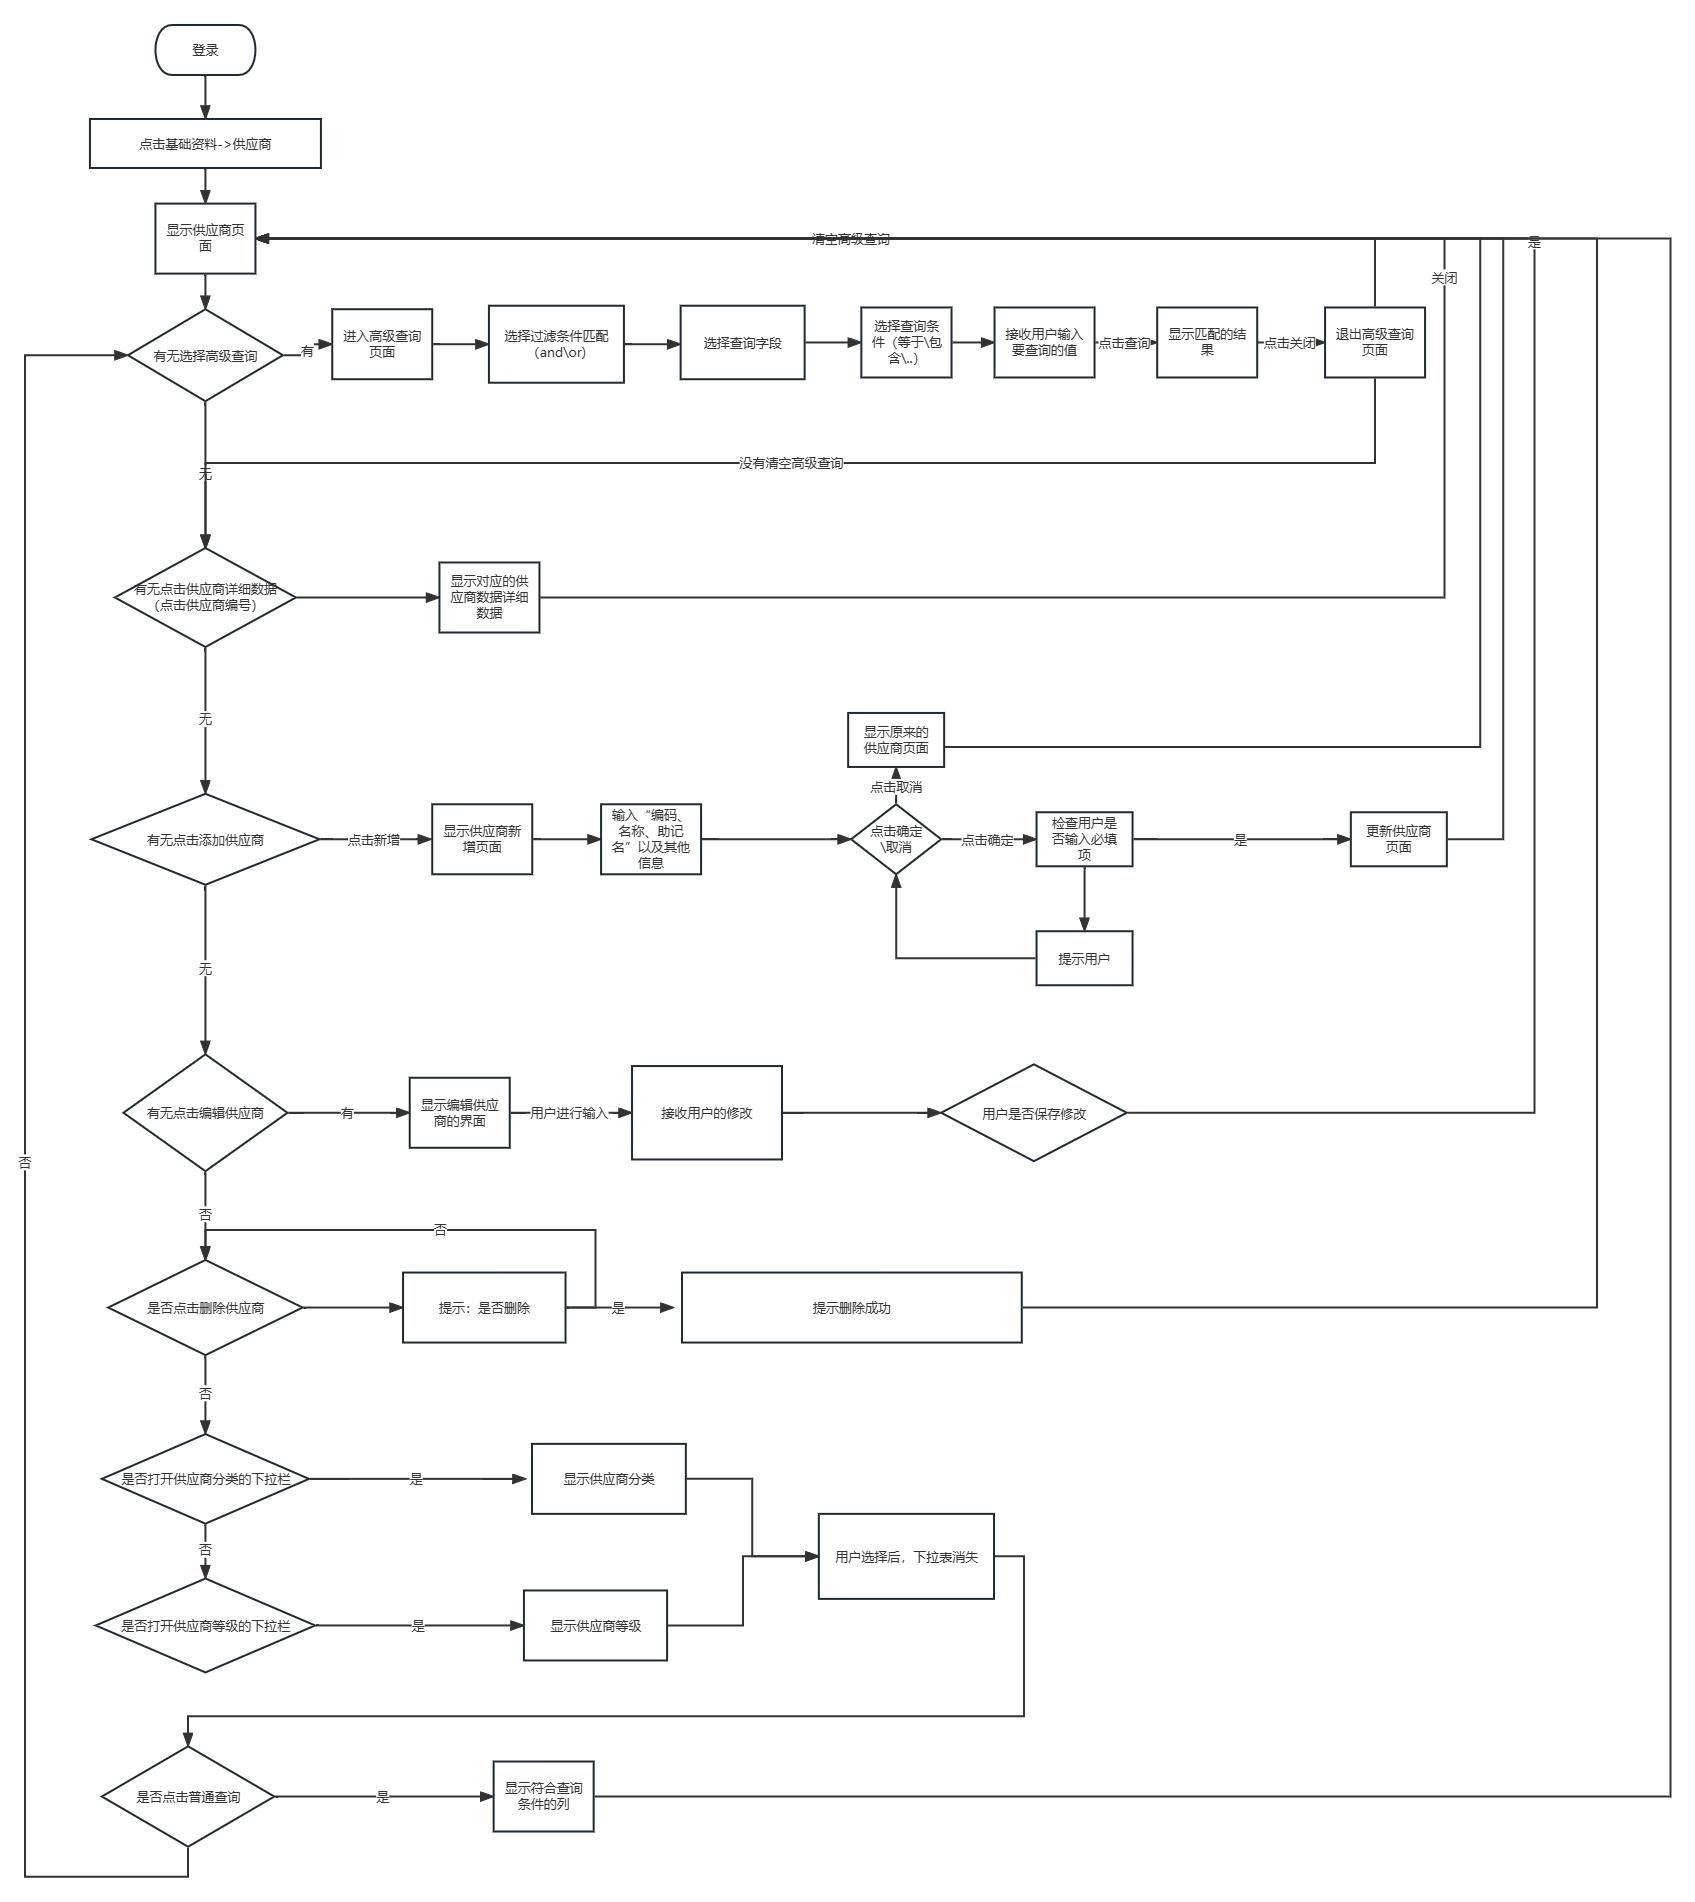 登录
点击基础资料->供应商
显示供应商页
面
清空高级查询
是
关闭
有无选择高级查询
有
进入高级查询
页面
选择过滤条件匹配
（and\or）
选择查询字段
选择查询条
件（等于\包
含\..）
接收用户输入
要查询的值
点击查询
显示匹配的结
果
点击关闭
退出高级查询
页面
没有清空高级查询
无
有无点击供应商详细数据
（点击供应商编号）
显示对应的供
应商数据详细
数据
无
显示原来的
供应商页面
点击取消
有无点击添加供应商
点击新增
显示供应商新
增页面
输入“编码、
名称、助记
名”以及其他
信息
点击确定
\取消
点击确定
检查用户是
否输入必填
项
是
更新供应商
页面
提示用户
无
有无点击编辑供应商
有
显示编辑供应
商的界面
用户进行输入
接收用户的修改
用户是否保存修改
否
否
否
是否点击删除供应商
提示：是否删除
是
提示删除成功
否
是否打开供应商分类的下拉栏
是
显示供应商分类
否
用户选择后，下拉表消失
是否打开供应商等级的下拉栏
是
显示供应商等级
是否点击普通查询
是
显示符合查询
条件的列